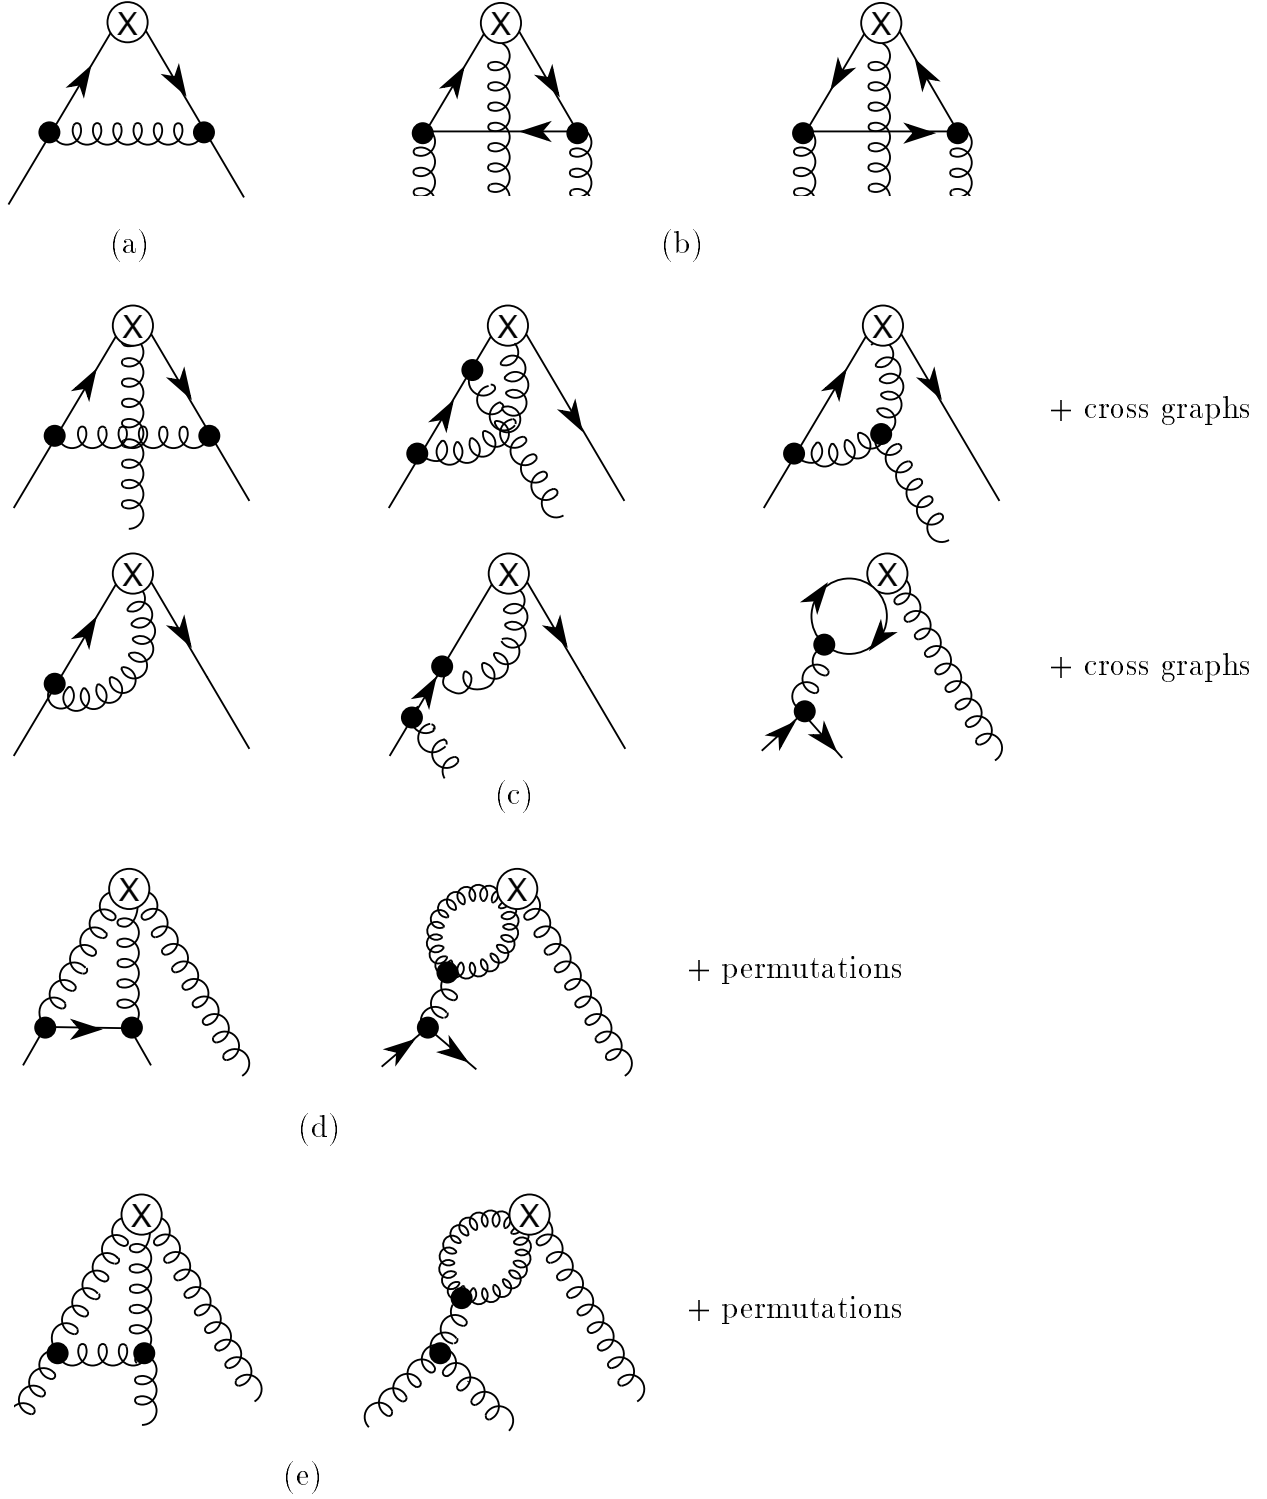 X X X
(a) (b)
X X X + cross graphs
X X X + cross graphs
(c)
X X + permutations
(d)
X X + permutations
(e)